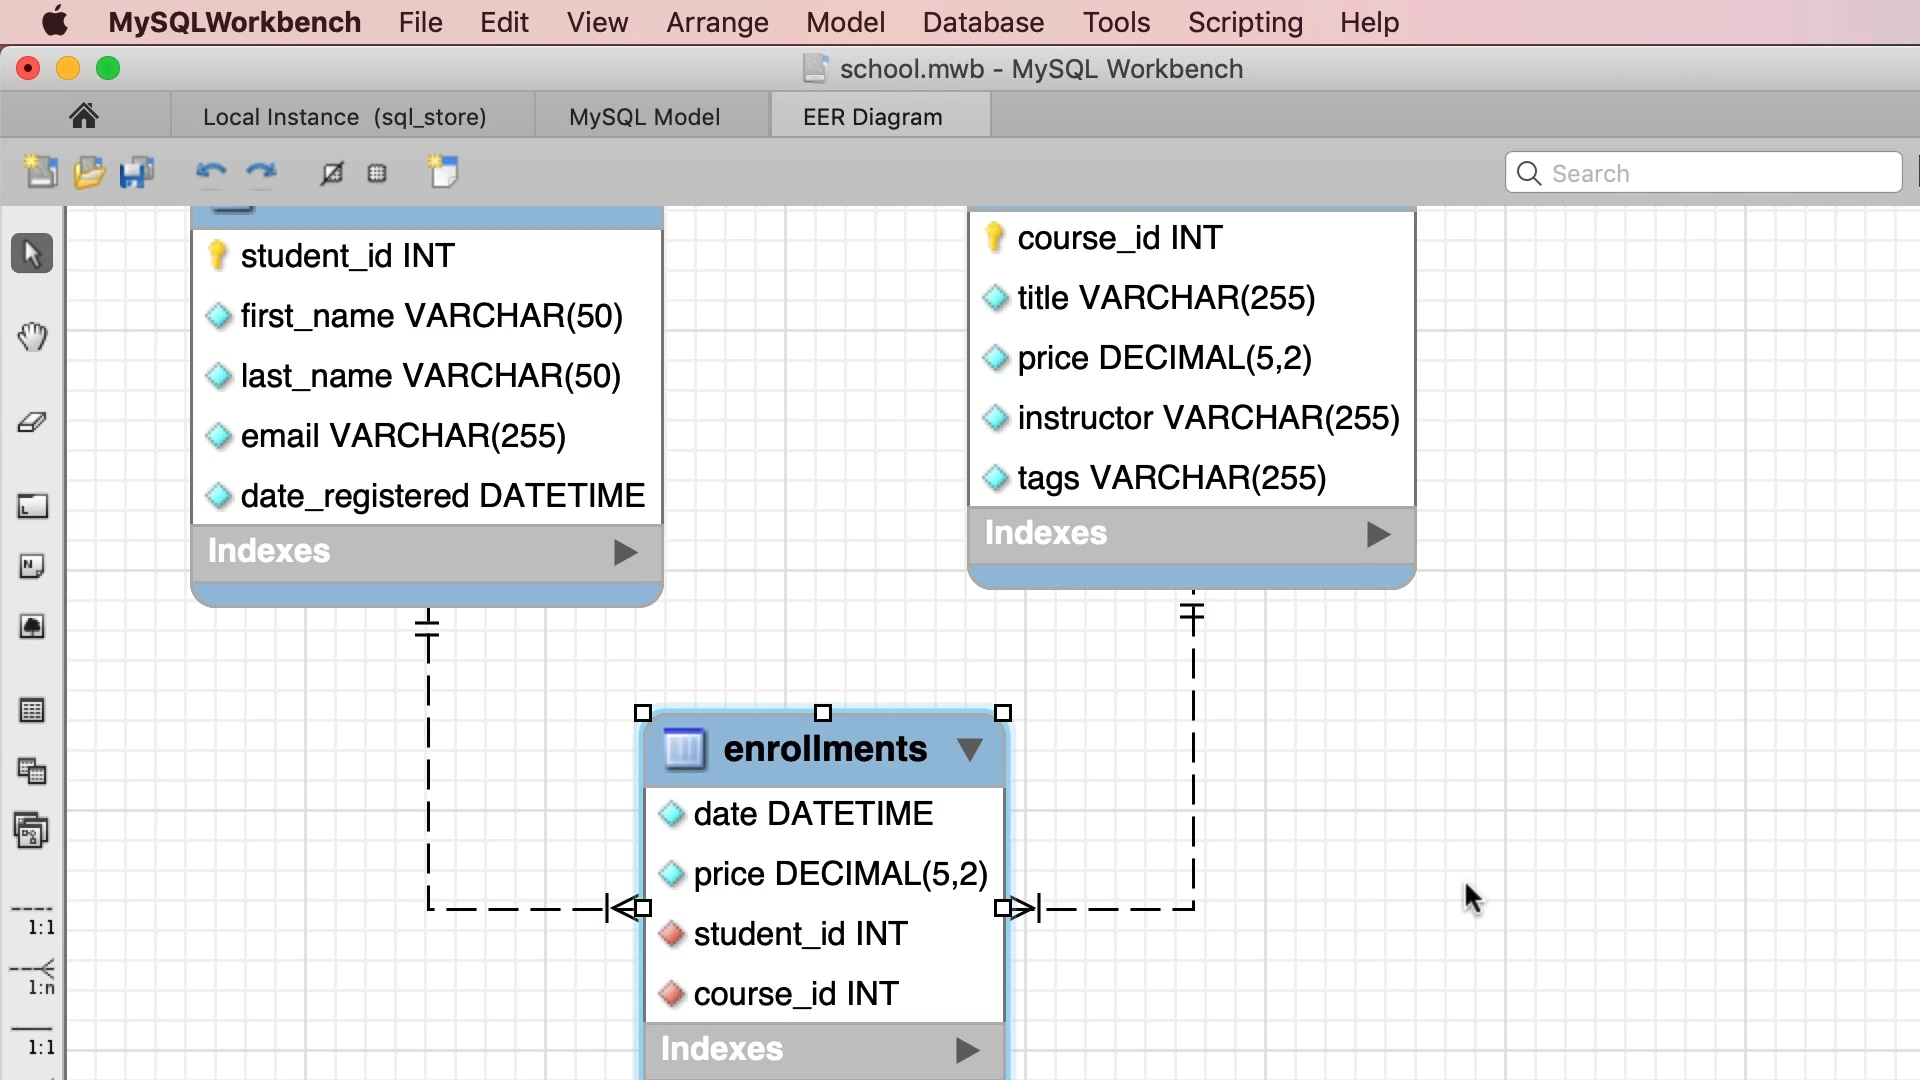 MySQLWorkbench File Edit View Arrange Model Database Tools Scripting Help
school.mwb - MySQL Workbench
Local Instance (sql_store) MySQL Model EER Diagram
Search
student_id INT
first_name VARCHAR(50)
last_name VARCHAR(50)
email VARCHAR(255)
date_registered DATETIME
Indexes
course_id INT
title VARCHAR(255)
price DECIMAL(5,2)
instructor VARCHAR(255)
tags VARCHAR(255)
Indexes
enrollments
date DATETIME
price DECIMAL(5,2)
student_id INT
course_id INT
Indexes
1:1
1:n
1:1